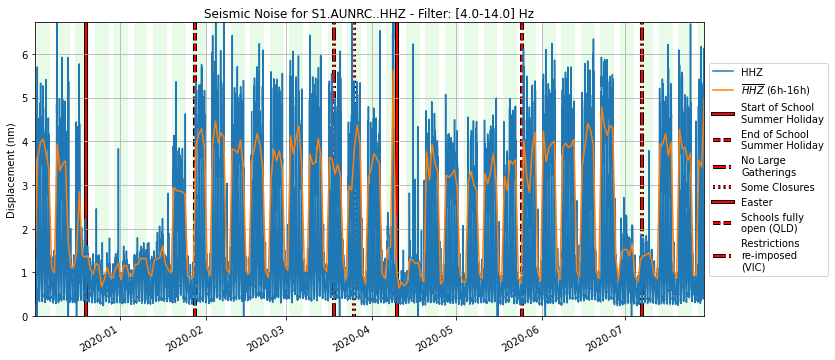 Seismic Noise for S1.AUNRC..HHZ - Filter: [4.0-14.0] Hz
Displacement (nm)
6
5
4
3
2
1
0
2020-01
2020-02
2020-03
2020-04
2020-05
2020-06
2020-07
HHZ
HHZ (6h-16h)
Start of School
Summer Holiday
End of School
Summer Holiday
No Large
Gatherings
Some Closures
Easter
Schools fully
open (QLD)
Restrictions
re-imposed
(VIC)